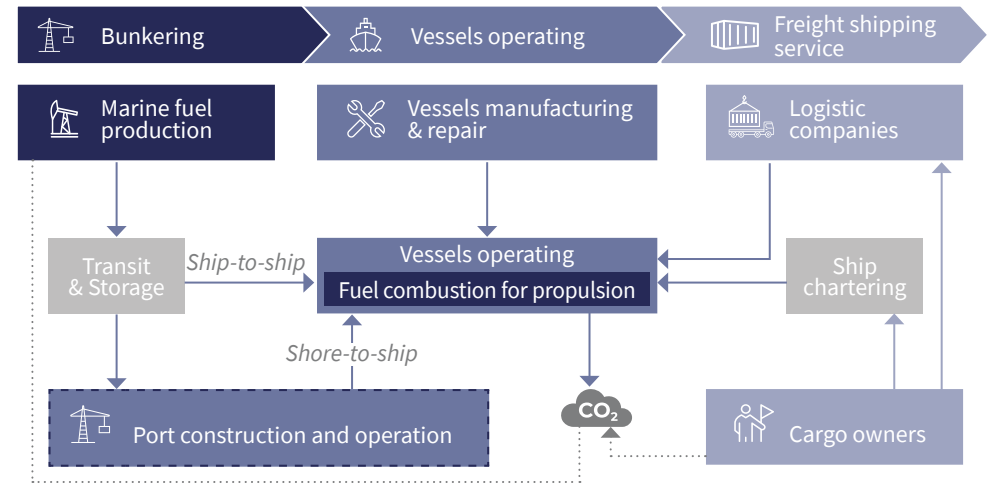 Bunkering
Vessels operating
Freight shipping
service
Marine fuel
production
Vessels manufacturing
& repair
Logistic
companies
Transit
& Storage
Ship-to-ship
Vessels operating
Fuel combustion for propulsion
Ship
chartering
Shore-to-ship
Port construction and operation
CO₂
Cargo owners